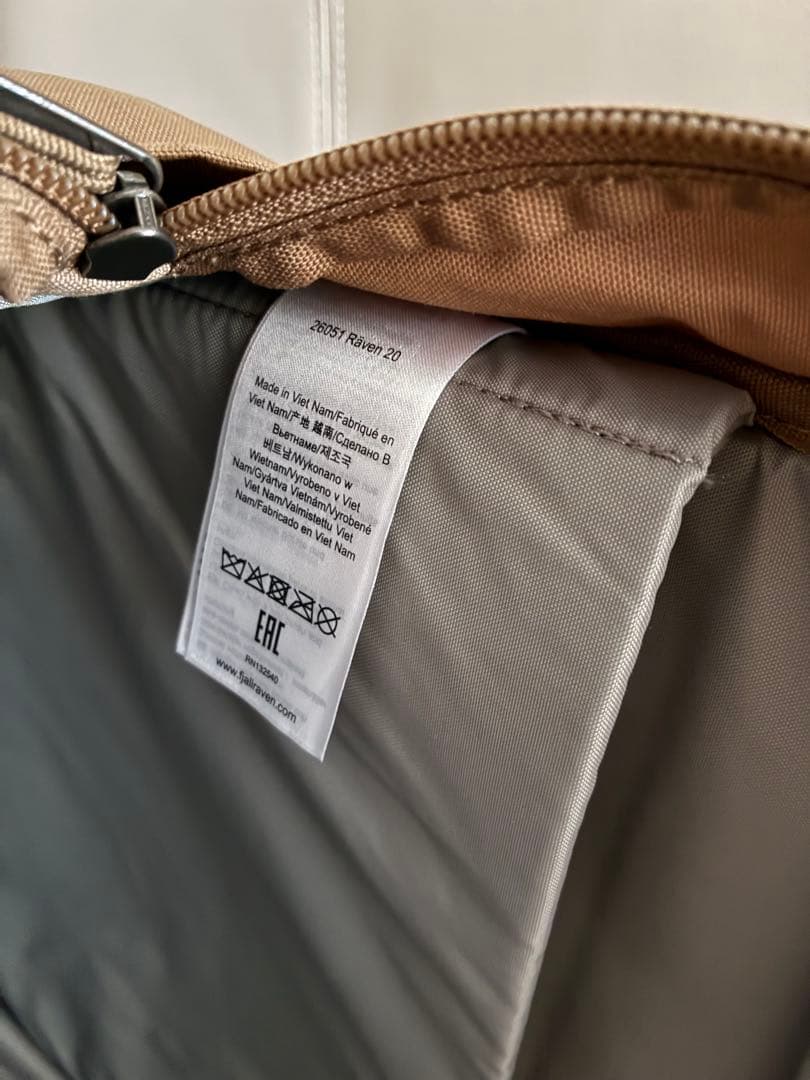 26051 Räven 20
Made in Viet Nam/Fabriqué en
Viet Nam/产地 越南/Сделано В
Вьетнаме/제조국
베트남/Wykonano w
Wietnam/Vyrobeno v Viet
Nam/Gyártva Vietnám/Vyrobené
Viet Nam/Valmistettu Viet
Nam/Fabricado en Viet Nam
EAC
RN132540
www.fjallraven.com